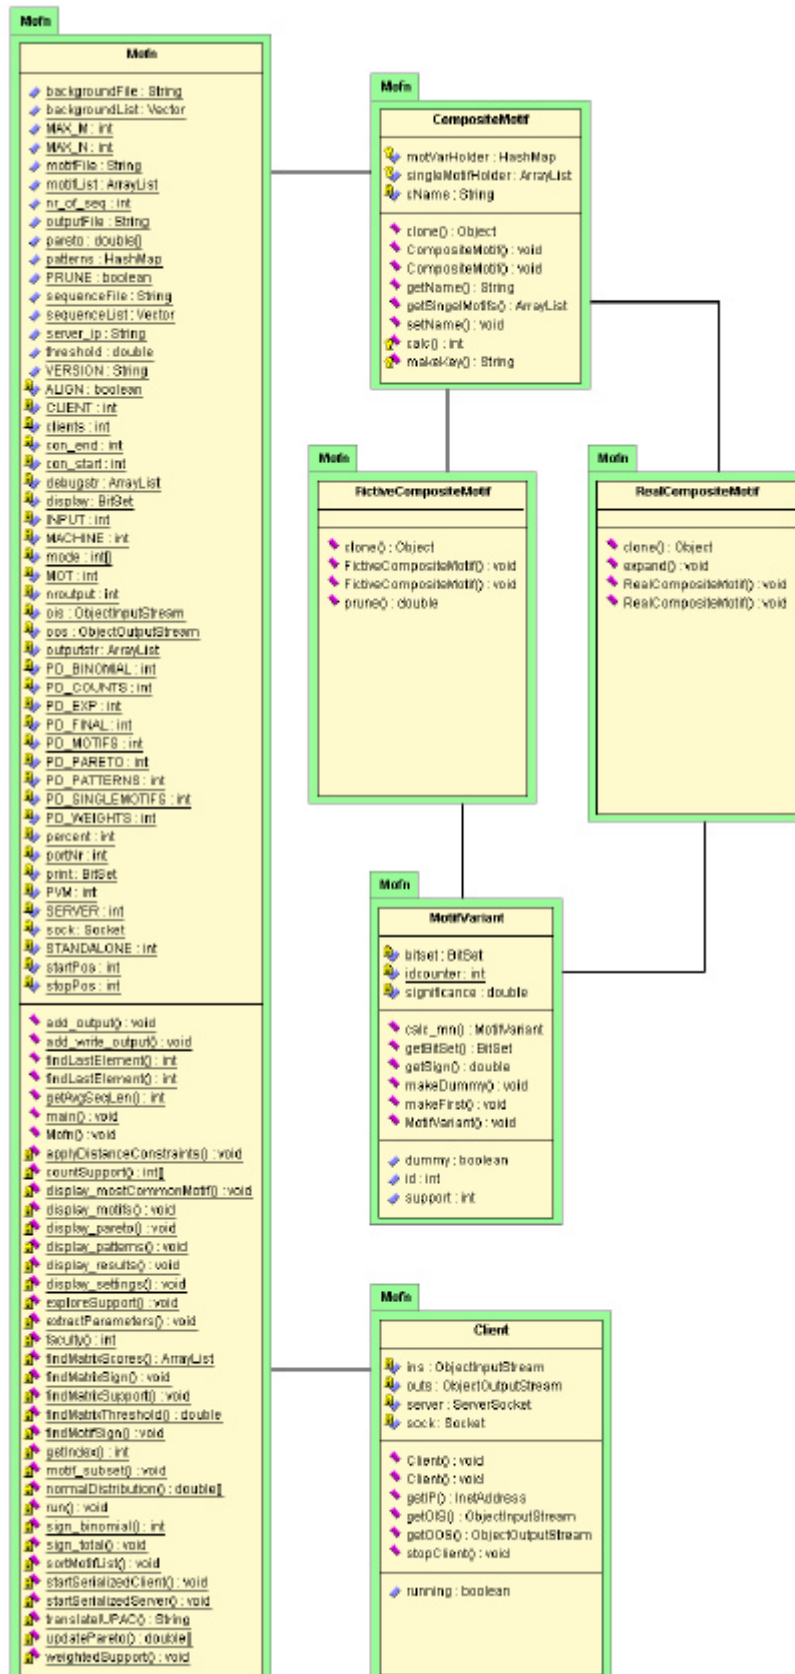 Mofn
Mofn
backgroundFile : String
backgroundList : Vector
MAX_M : int
MAX_N : int
motifFile : String
motifList : ArrayList
nr_of_seq : int
outputFile : String
pareto : double[]
patterns : HashMap
PRUNE : boolean
sequenceFile : String
sequenceList : Vector
server_ip : String
threshold : double
VERSION : String
ALIGN : boolean
CLIENT : int
clients : int
con_end : int
con_start : int
debugstr : ArrayList
display : BitSet
INPUT : int
MACHINE : int
mode : int[]
MOT : int
nroutput : int
ois : ObjectInputStream
oos : ObjectOutputStream
outputstr : ArrayList
PD_BINOMIAL : int
PD_COUNTS : int
PD_EXP : int
PD_FINAL : int
PD_MOTIFS : int
PD_PARETO : int
PD_PATTERNS : int
PD_SINGLEMOTIFS : int
PD_WEIGHTS : int
percent : int
portNr : int
print : BitSet
PVM : int
SERVER : int
sock : Socket
STANDALONE : int
startPos : int
stopPos : int
add_output() : void
add_write_output() : void
findLastElement() : int
findLastElement() : int
getAvgSeqLen() : int
main() : void
Mofn() : void
applyDistanceConstraints() : void
countSupport() : int[]
display_mostCommonMotif() : void
display_motifs() : void
display_pareto() : void
display_patterns() : void
display_results() : void
display_settings() : void
exploreSupport() : void
extractParameters() : void
faculty() : int
findMatrixScores() : ArrayList
findMatrixSign() : void
findMatrixSupport() : void
findMatrixThreshold() : double
findMotifSign() : void
getIndex() : int
motif_subset() : void
normalDistribution() : double[]
run() : void
sign_binomial() : int
sign_total() : void
sortMotifList() : void
startSerializedClient() : void
startSerializedServer() : void
translateIUPAC() : String
updatePareto() : double[]
weightedSupport() : void
Mofn
CompositeMotif
motVarHolder : HashMap
singleMotifHolder : ArrayList
cName : String
clone() : Object
CompositeMotif() : void
CompositeMotif() : void
getName() : String
getSingelMotifs() : ArrayList
setName() : void
calc() : int
makeKey() : String
Mofn
FictiveCompositeMotif
clone() : Object
FictiveCompositeMotif() : void
FictiveCompositeMotif() : void
prune() : double
Mofn
RealCompositeMotif
clone() : Object
expand() : void
RealCompositeMotif() : void
RealCompositeMotif() : void
Mofn
MotifVariant
bitset : BitSet
idcounter : int
significance : double
calc_mn() : MotifVariant
getBitSet() : BitSet
getSign() : double
makeDummy() : void
makeFirst() : void
MotifVariant() : void
dummy : boolean
id : int
support : int
Mofn
Client
ins : ObjectInputStream
outs : ObjectOutputStream
server : ServerSocket
sock : Socket
Client() : void
Client() : void
getIP() : InetAddress
getOIS() : ObjectInputStream
getOOS() : ObjectOutputStream
stopClient() : void
running : boolean